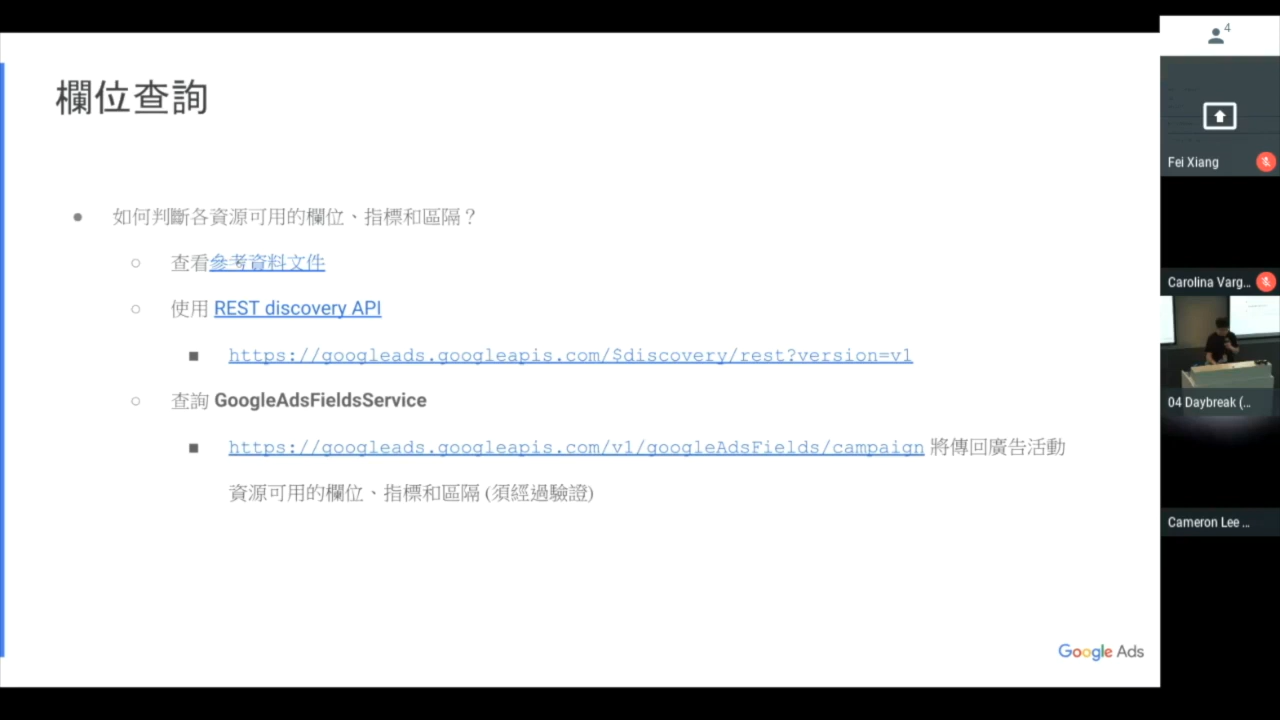 欄位查詢
● 如何判斷各資源可用的欄位、指標和區隔？
○ 查看參考資料文件
○ 使用 REST discovery API
■ https://googleads.googleapis.com/$discovery/rest?version=v1
○ 查詢 GoogleAdsFieldsService
■ https://googleads.googleapis.com/v1/googleAdsFields/campaign 將傳回廣告活動
資源可用的欄位、指標和區隔 (須經過驗證)
Google Ads
4
Fei Xiang
Carolina Varg...
04 Daybreak (...
Cameron Lee ...